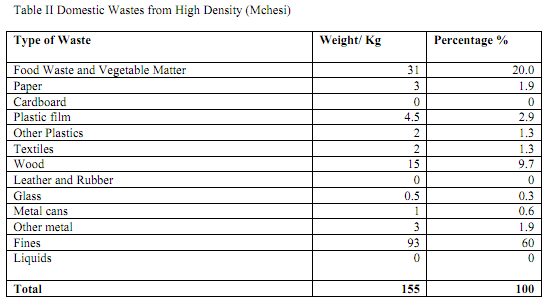 Table II Domestic Wastes from High Density (Mchesi)
Type of Waste Weight/ Kg Percentage %
Food Waste and Vegetable Matter 31 20.0
Paper 3 1.9
Cardboard 0 0
Plastic film 4.5 2.9
Other Plastics 2 1.3
Textiles 2 1.3
Wood 15 9.7
Leather and Rubber 0 0
Glass 0.5 0.3
Metal cans 1 0.6
Other metal 3 1.9
Fines 93 60
Liquids 0 0
Total 155 100